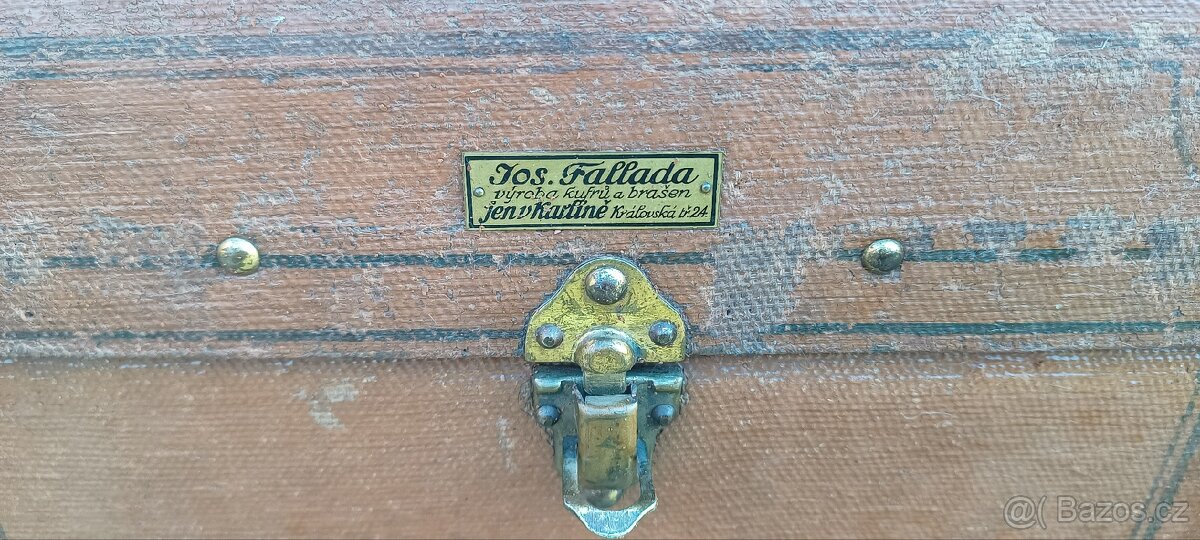 Jos. Fallada
výroba kufrů a brašen
jen v Karlíně Královská tř. 24
@( Bazos.cz